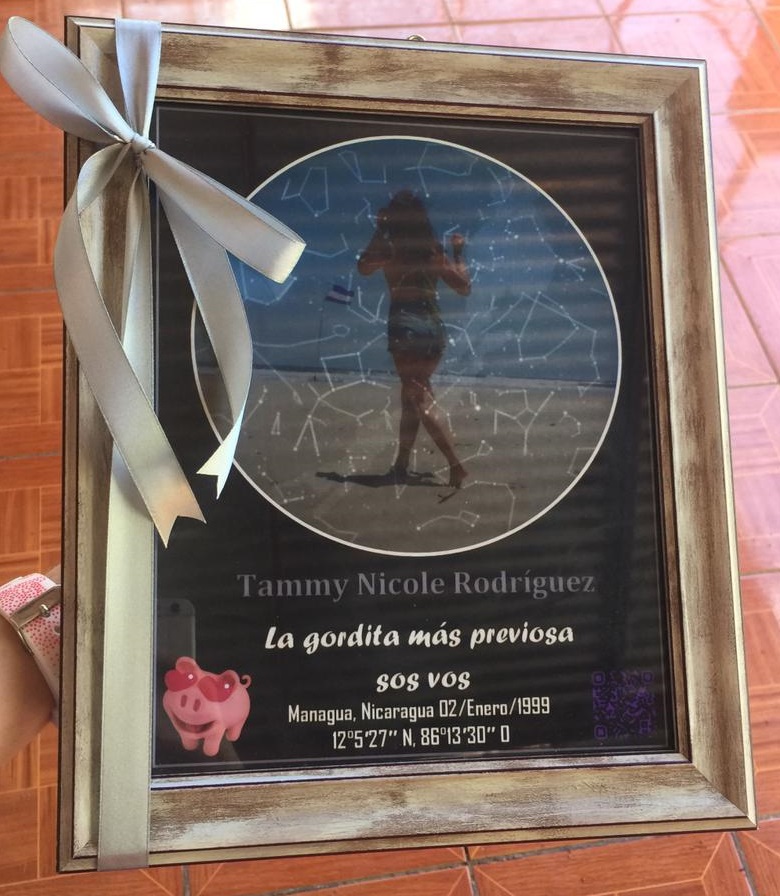 Tammy Nicole Rodríguez
La gordita más previosa
sos vos
Managua, Nicaragua 02/Enero/1999
12°5'27'' N, 86°13'30'' O